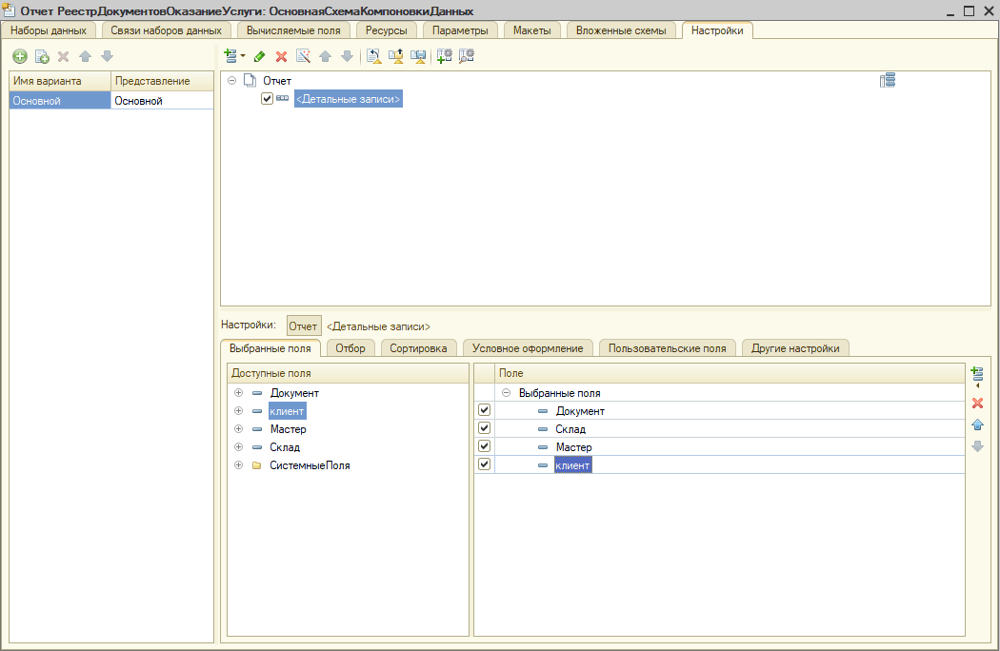 Отчет РеестрДокументовОказаниеУслуги: ОсновнаяСхемаКомпоновкиДанных
Наборы данных Связи наборов данных Вычисляемые поля Ресурсы Параметры Макеты Вложенные схемы Настройки
Имя варианта Представление
Основной Основной
Отчет
<Детальные записи>
Настройки: Отчет <Детальные записи>
Выбранные поля Отбор Сортировка Условное оформление Пользовательские поля Другие настройки
Доступные поля
Документ
клиент
Мастер
Склад
СистемныеПоля
Поле
Выбранные поля
Документ
Склад
Мастер
клиент